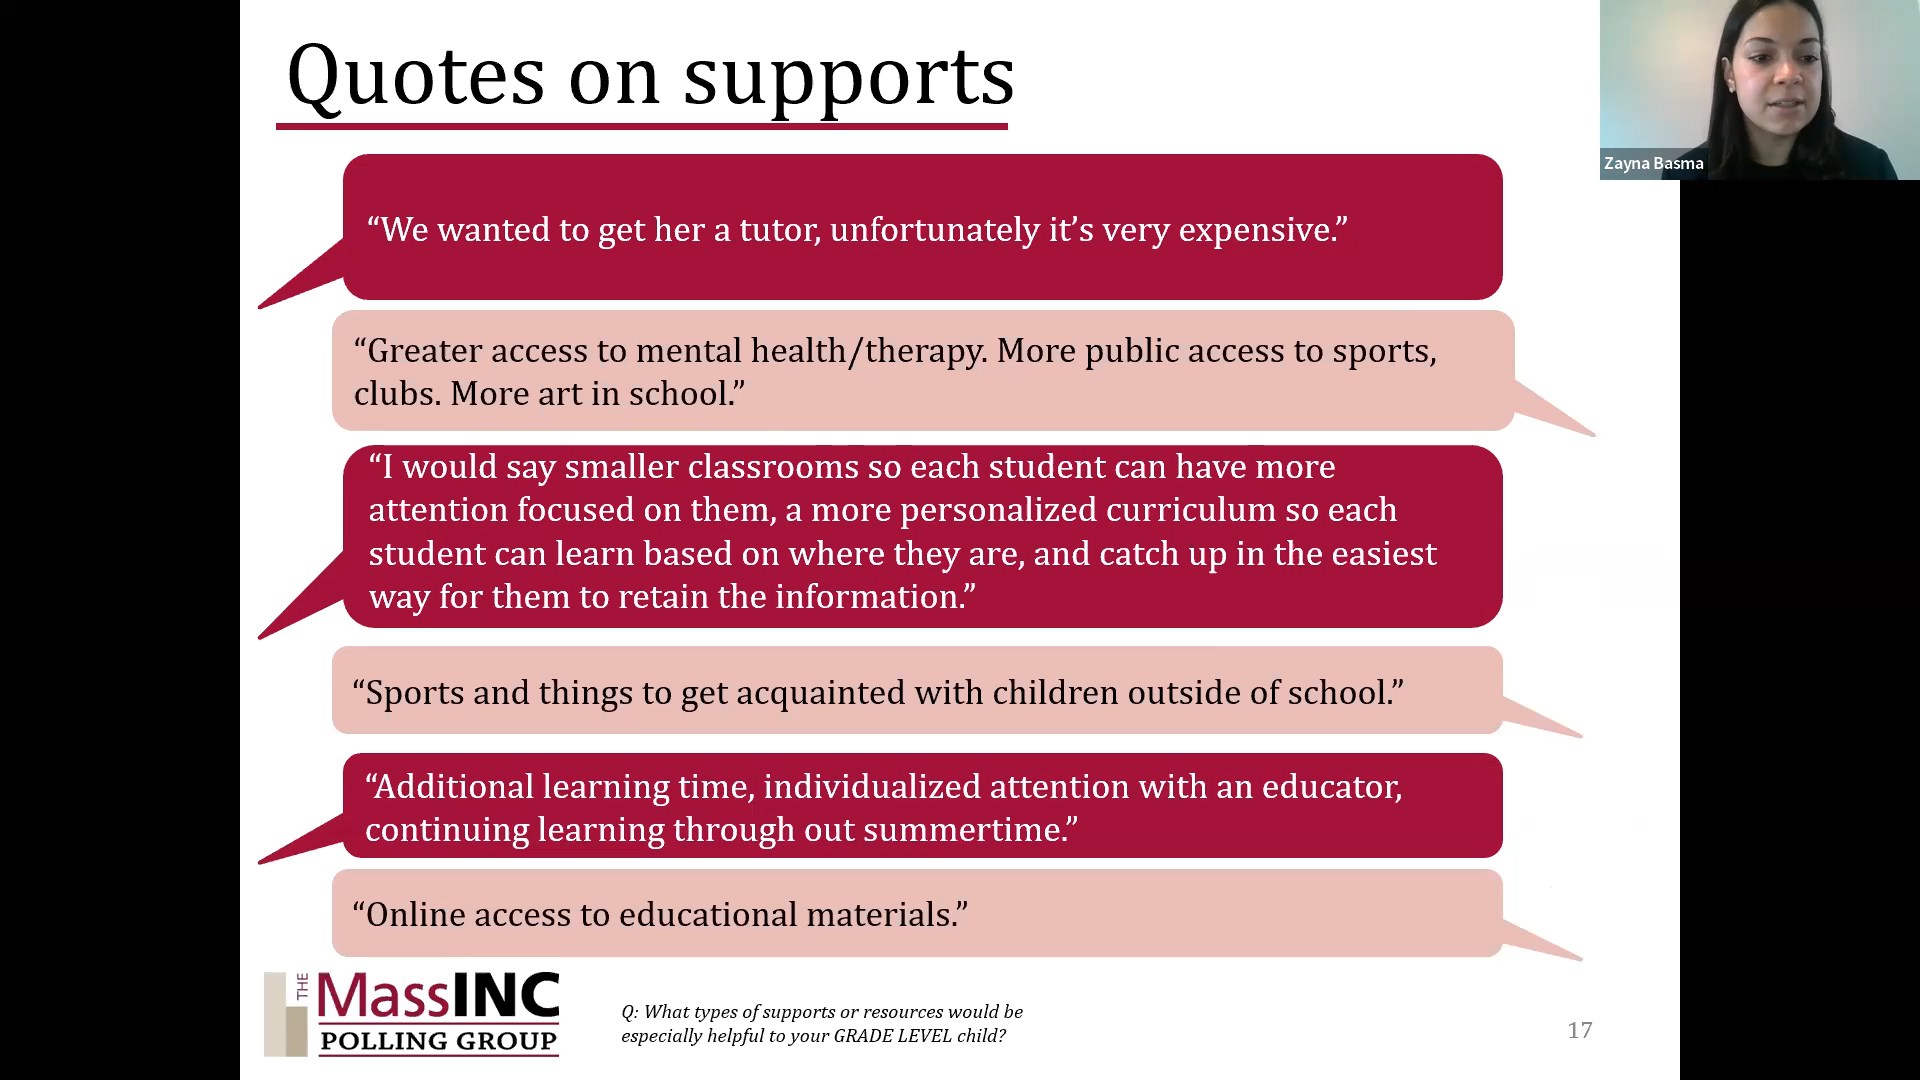 Quotes on supports
Zayna Basma
“We wanted to get her a tutor, unfortunately it’s very expensive.”
“Greater access to mental health/therapy. More public access to sports,
clubs. More art in school.”
“I would say smaller classrooms so each student can have more
attention focused on them, a more personalized curriculum so each
student can learn based on where they are, and catch up in the easiest
way for them to retain the information.”
“Sports and things to get acquainted with children outside of school.”
“Additional learning time, individualized attention with an educator,
continuing learning through out summertime.”
“Online access to educational materials.”
THE
MassINC
POLLING GROUP
Q: What types of supports or resources would be
especially helpful to your GRADE LEVEL child?
17